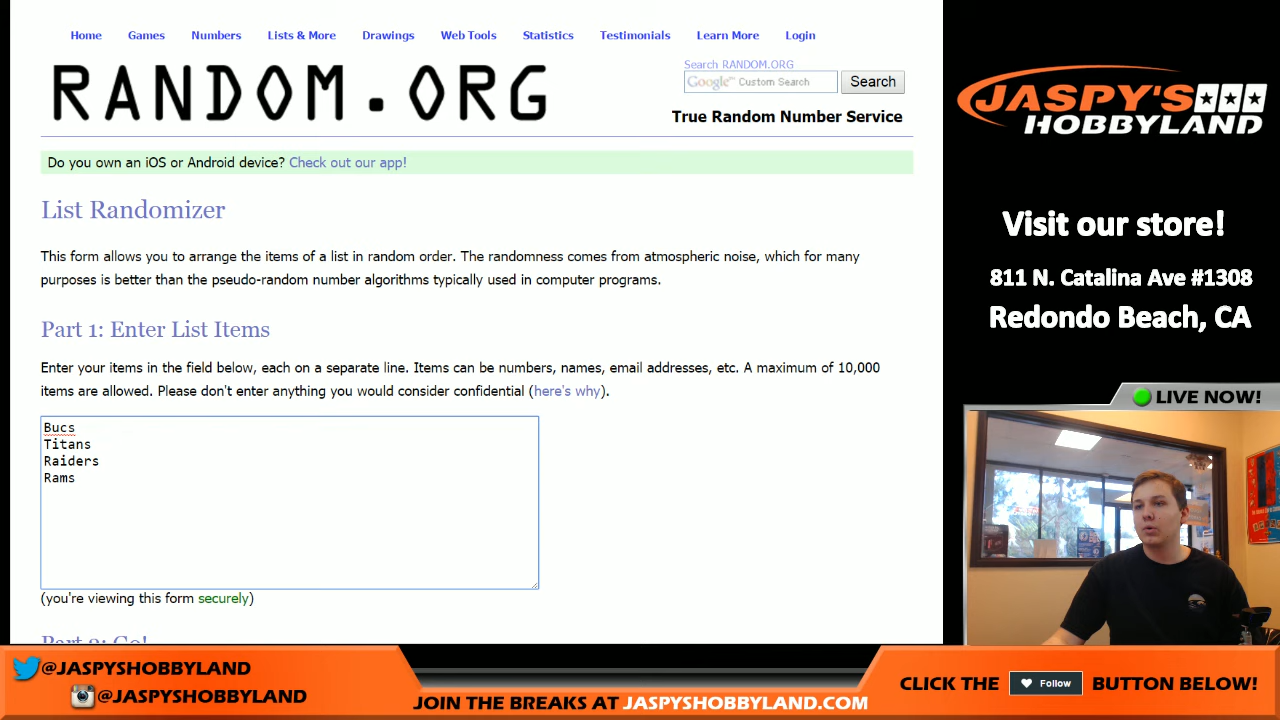 Home Games Numbers Lists & More Drawings Web Tools Statistics Testimonials Learn More Login
RANDOM.ORG
Search RANDOM.ORG
Google™ Custom Search Search
True Random Number Service
Do you own an iOS or Android device? Check out our app!
List Randomizer
This form allows you to arrange the items of a list in random order. The randomness comes from atmospheric noise, which for many
purposes is better than the pseudo-random number algorithms typically used in computer programs.
Part 1: Enter List Items
Enter your items in the field below, each on a separate line. Items can be numbers, names, email addresses, etc. A maximum of 10,000
items are allowed. Please don't enter anything you would consider confidential (here's why).
Bucs
Titans
Raiders
Rams
(you're viewing this form securely)
Part 2: Go!
JASPY'S
HOBBYLAND
Visit our store!
811 N. Catalina Ave #1308
Redondo Beach, CA
LIVE NOW!
@JASPYSHOBBYLAND
@JASPYSHOBBYLAND
JOIN THE BREAKS AT JASPYSHOBBYLAND.COM
CLICK THE Follow BUTTON BELOW!